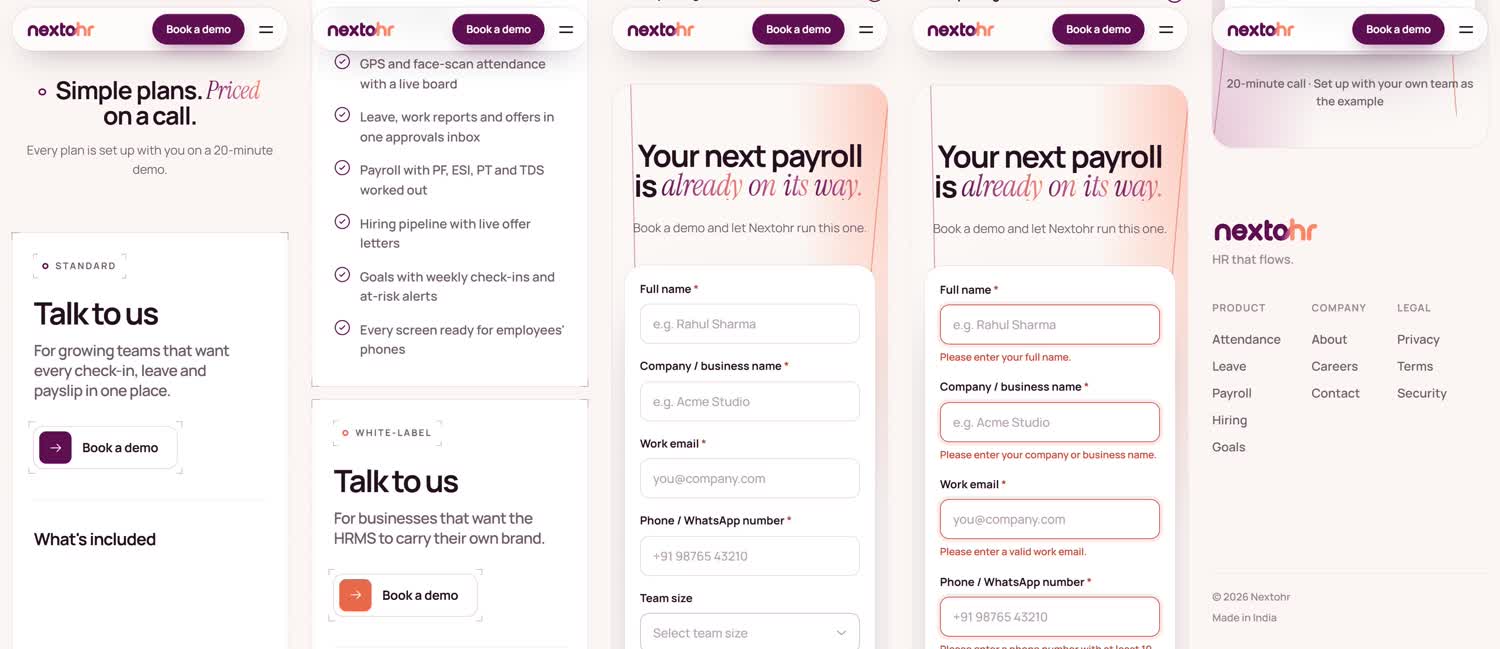 nextohr
Book a demo
Simple plans. Priced
on a call.
Every plan is set up with you on a 20-minute
demo.
STANDARD
Talk to us
For growing teams that want
every check-in, leave and
payslip in one place.
Book a demo
What's included
nextohr
Book a demo
GPS and face-scan attendance
with a live board
Leave, work reports and offers in
one approvals inbox
Payroll with PF, ESI, PT and TDS
worked out
Hiring pipeline with live offer
letters
Goals with weekly check-ins and
at-risk alerts
Every screen ready for employees'
phones
WHITE-LABEL
Talk to us
For businesses that want the
HRMS to carry their own brand.
Book a demo
nextohr
Book a demo
Your next payroll
is already on its way.
Book a demo and let Nextohr run this one.
Full name *
e.g. Rahul Sharma
Company / business name *
e.g. Acme Studio
Work email *
you@company.com
Phone / WhatsApp number *
+91 98765 43210
Team size
Select team size
nextohr
Book a demo
Your next payroll
is already on its way.
Book a demo and let Nextohr run this one.
Full name *
e.g. Rahul Sharma
Please enter your full name.
Company / business name *
e.g. Acme Studio
Please enter your company or business name.
Work email *
you@company.com
Please enter a valid work email.
Phone / WhatsApp number *
+91 98765 43210
Please enter a phone number with at least 10
nextohr
Book a demo
20-minute call · Set up with your own team as
the example
nextohr
HR that flows.
PRODUCT
Attendance
Leave
Payroll
Hiring
Goals
COMPANY
About
Careers
Contact
LEGAL
Privacy
Terms
Security
© 2026 Nextohr
Made in India